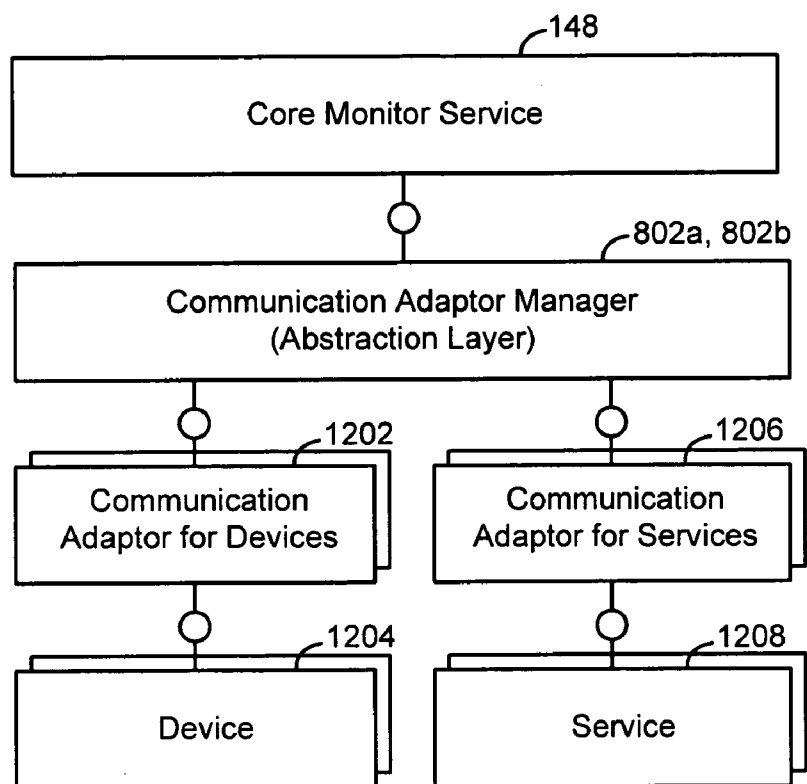 148
Core Monitor Service
802a, 802b
Communication Adaptor Manager
(Abstraction Layer)
1202
1206
Communication
Adaptor for Devices
Communication
Adaptor for Services
1204
1208
Device
Service